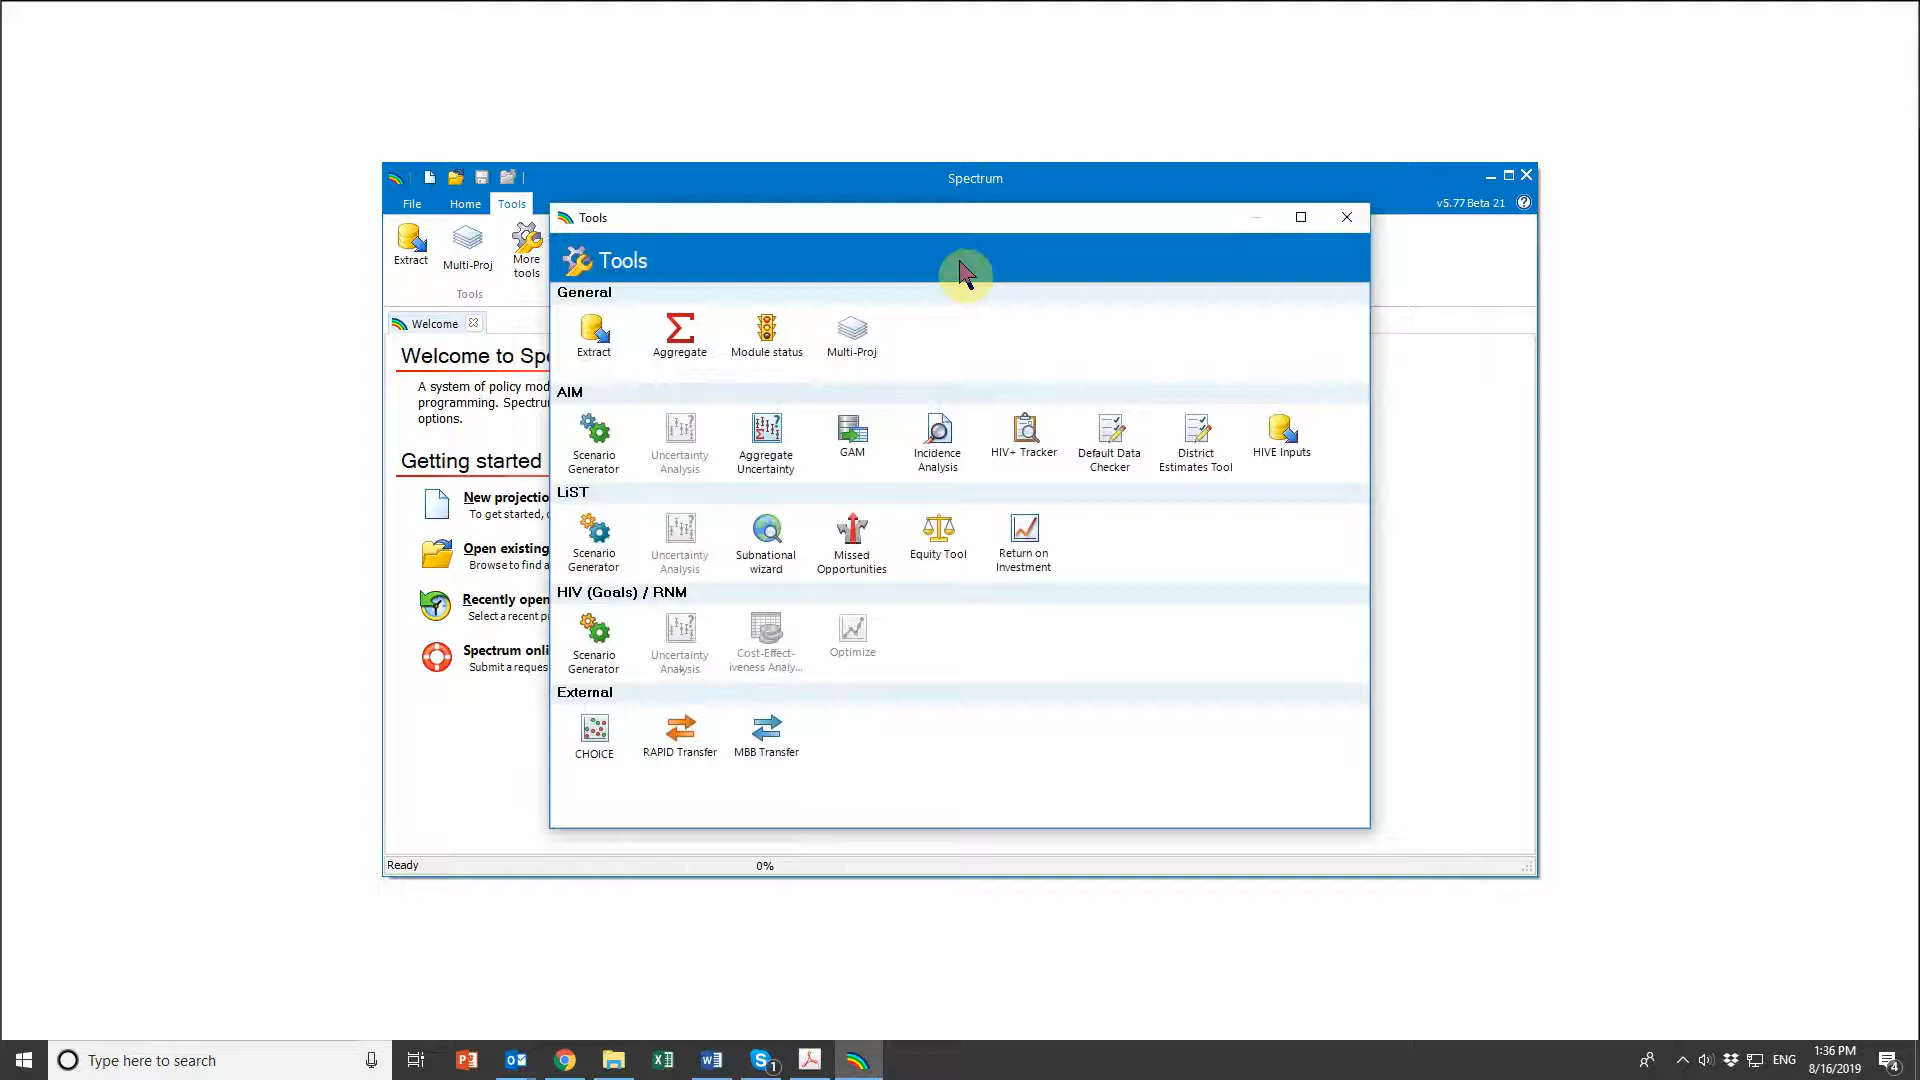 Spectrum
File Home Tools
v5.77 Beta 21
Extract
Multi-Proj
More
tools
Tools
Welcome
Welcome to Sp
A system of policy mod
programming. Spectru
options.
Getting started
New projectio
To get started,
Open existing
Browse to find a
Recently open
Select a recent p
Spectrum onli
Submit a reques
Ready
0%
Tools
Tools
General
Extract
Aggregate
Module status
Multi-Proj
AIM
Scenario
Generator
Uncertainty
Analysis
Aggregate
Uncertainty
GAM
Incidence
Analysis
HIV+ Tracker
Default Data
Checker
District
Estimates Tool
HIVE Inputs
LiST
Scenario
Generator
Uncertainty
Analysis
Subnational
wizard
Missed
Opportunities
Equity Tool
Return on
Investment
HIV (Goals) / RNM
Scenario
Generator
Uncertainty
Analysis
Cost-Effect-
iveness Analy...
Optimize
External
CHOICE
RAPID Transfer
MBB Transfer
Type here to search
1
ENG
1:36 PM
8/16/2019
4